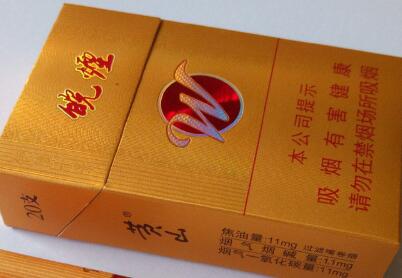 皖煙
W
本公司提示
吸烟有害健康
请勿在禁烟场所吸烟
20支
黄山®
焦油量:11mg
烟气烟碱量:1.1mg
烟气一氧化碳量:11mg